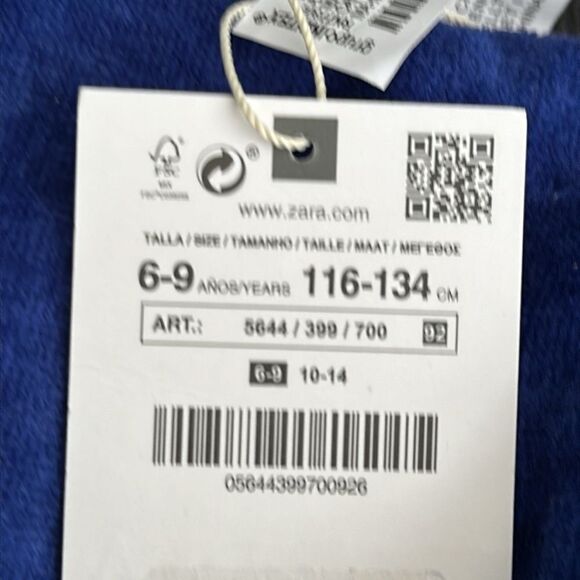 FSC
®
www.zara.com
TALLA / SIZE / TAMANHO / TAILLE / MAAT / ΜΕΓΕΘΟΣ
6-9 AÑOS/YEARS 116-134 CM
ART.: 5644 / 399 / 700 92
6-9 10-14
05644399700926